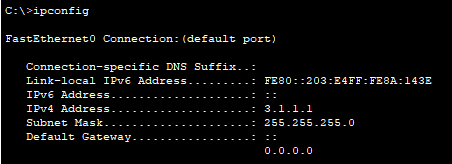 C:\>ipconfig
FastEthernet0 Connection:(default port)
Connection-specific DNS Suffix..:
Link-local IPv6 Address.........: FE80::203:E4FF:FE8A:143E
IPv6 Address....................: ::
IPv4 Address....................: 3.1.1.1
Subnet Mask.....................: 255.255.255.0
Default Gateway.................: ::
0.0.0.0